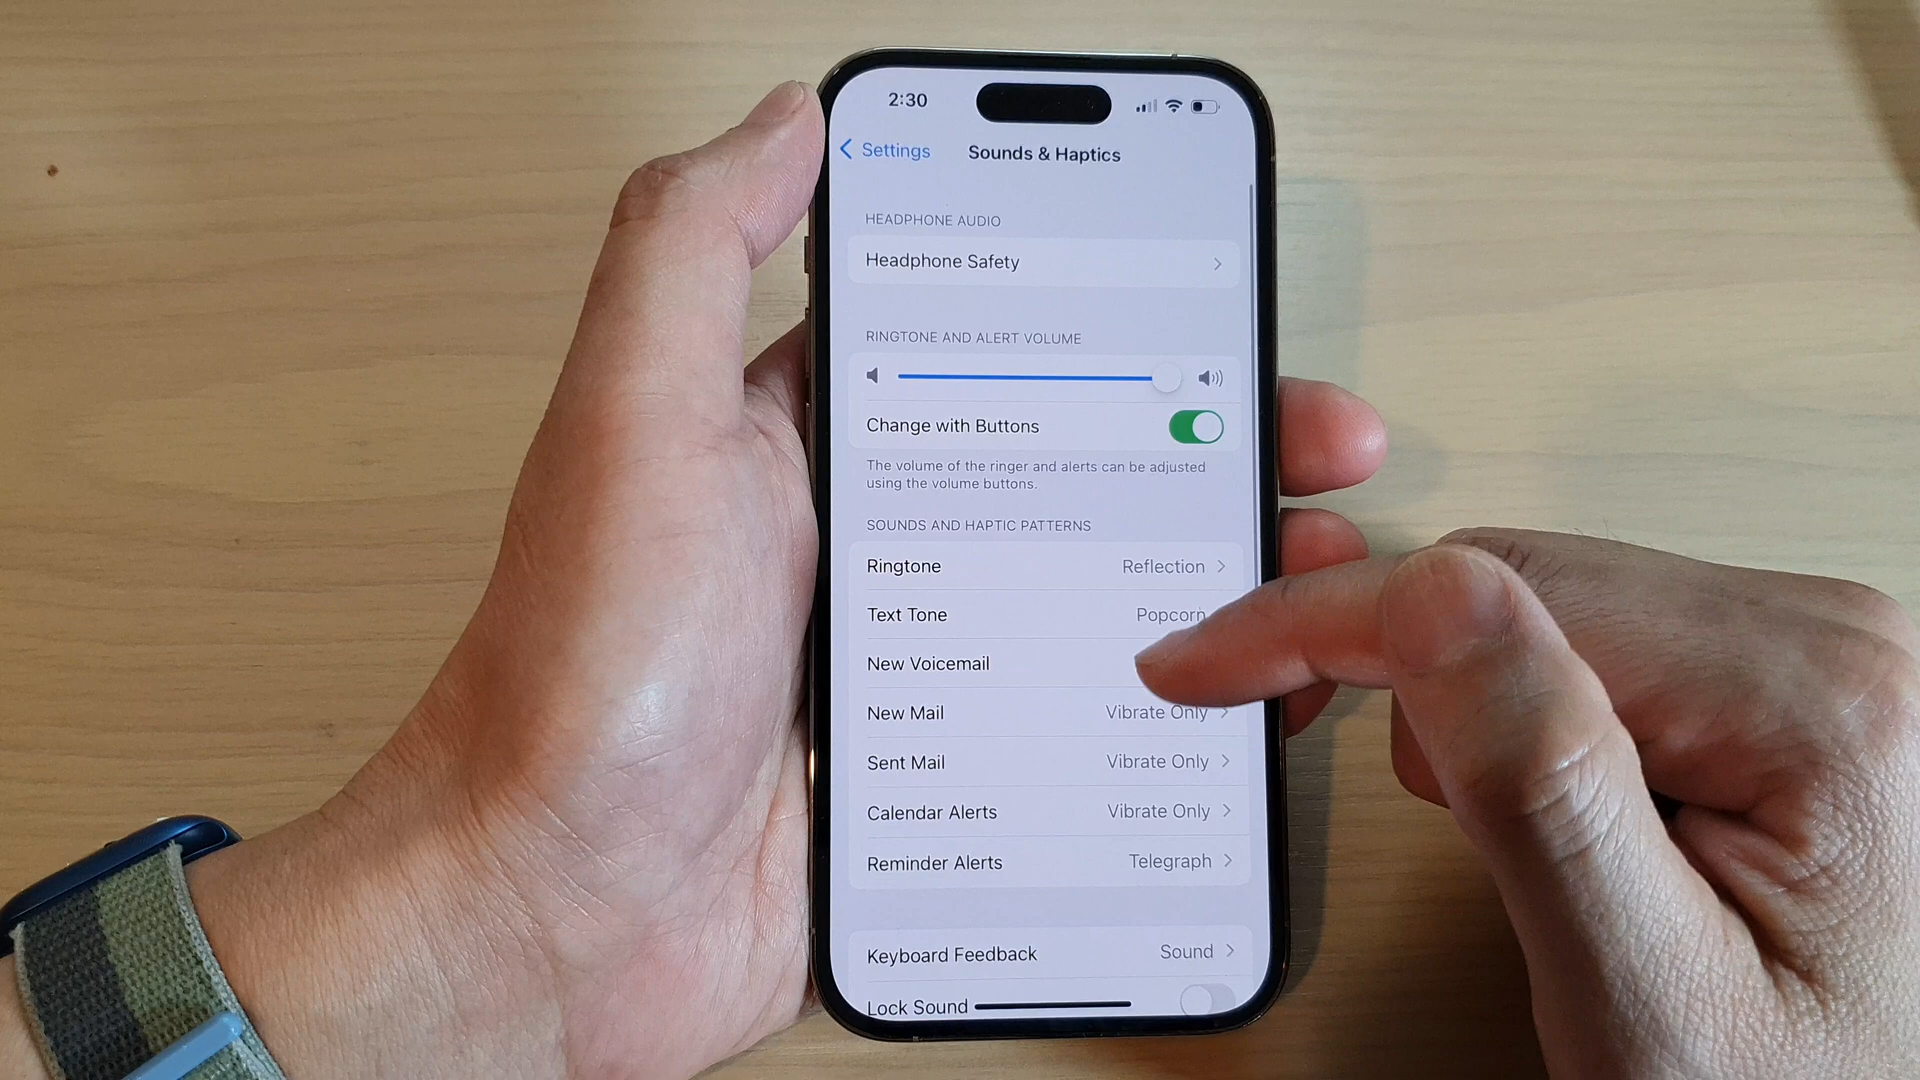 2:30
Settings
Sounds & Haptics
HEADPHONE AUDIO
Headphone Safety
RINGTONE AND ALERT VOLUME
Change with Buttons
The volume of the ringer and alerts can be adjusted
using the volume buttons.
SOUNDS AND HAPTIC PATTERNS
Ringtone Reflection
Text Tone Popcorn
New Voicemail
New Mail Vibrate Only
Sent Mail Vibrate Only
Calendar Alerts Vibrate Only
Reminder Alerts Telegraph
Keyboard Feedback Sound
Lock Sound